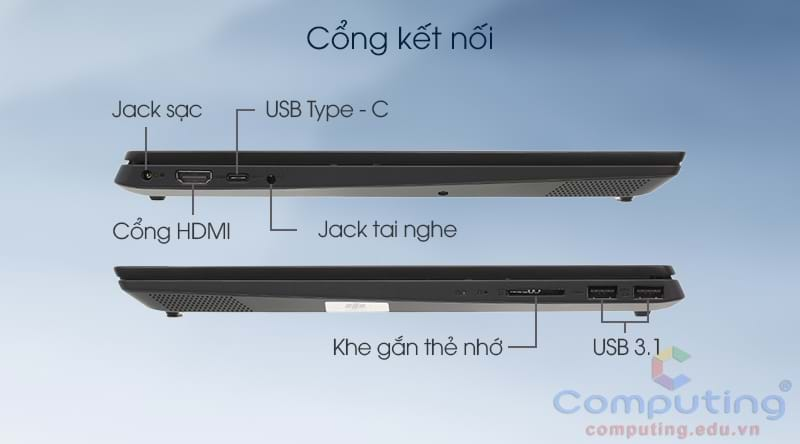 Cổng kết nối
Jack sạc
USB Type - C
Cổng HDMI
Jack tai nghe
Khe gắn thẻ nhớ
USB 3.1
Computing®
computing.edu.vn